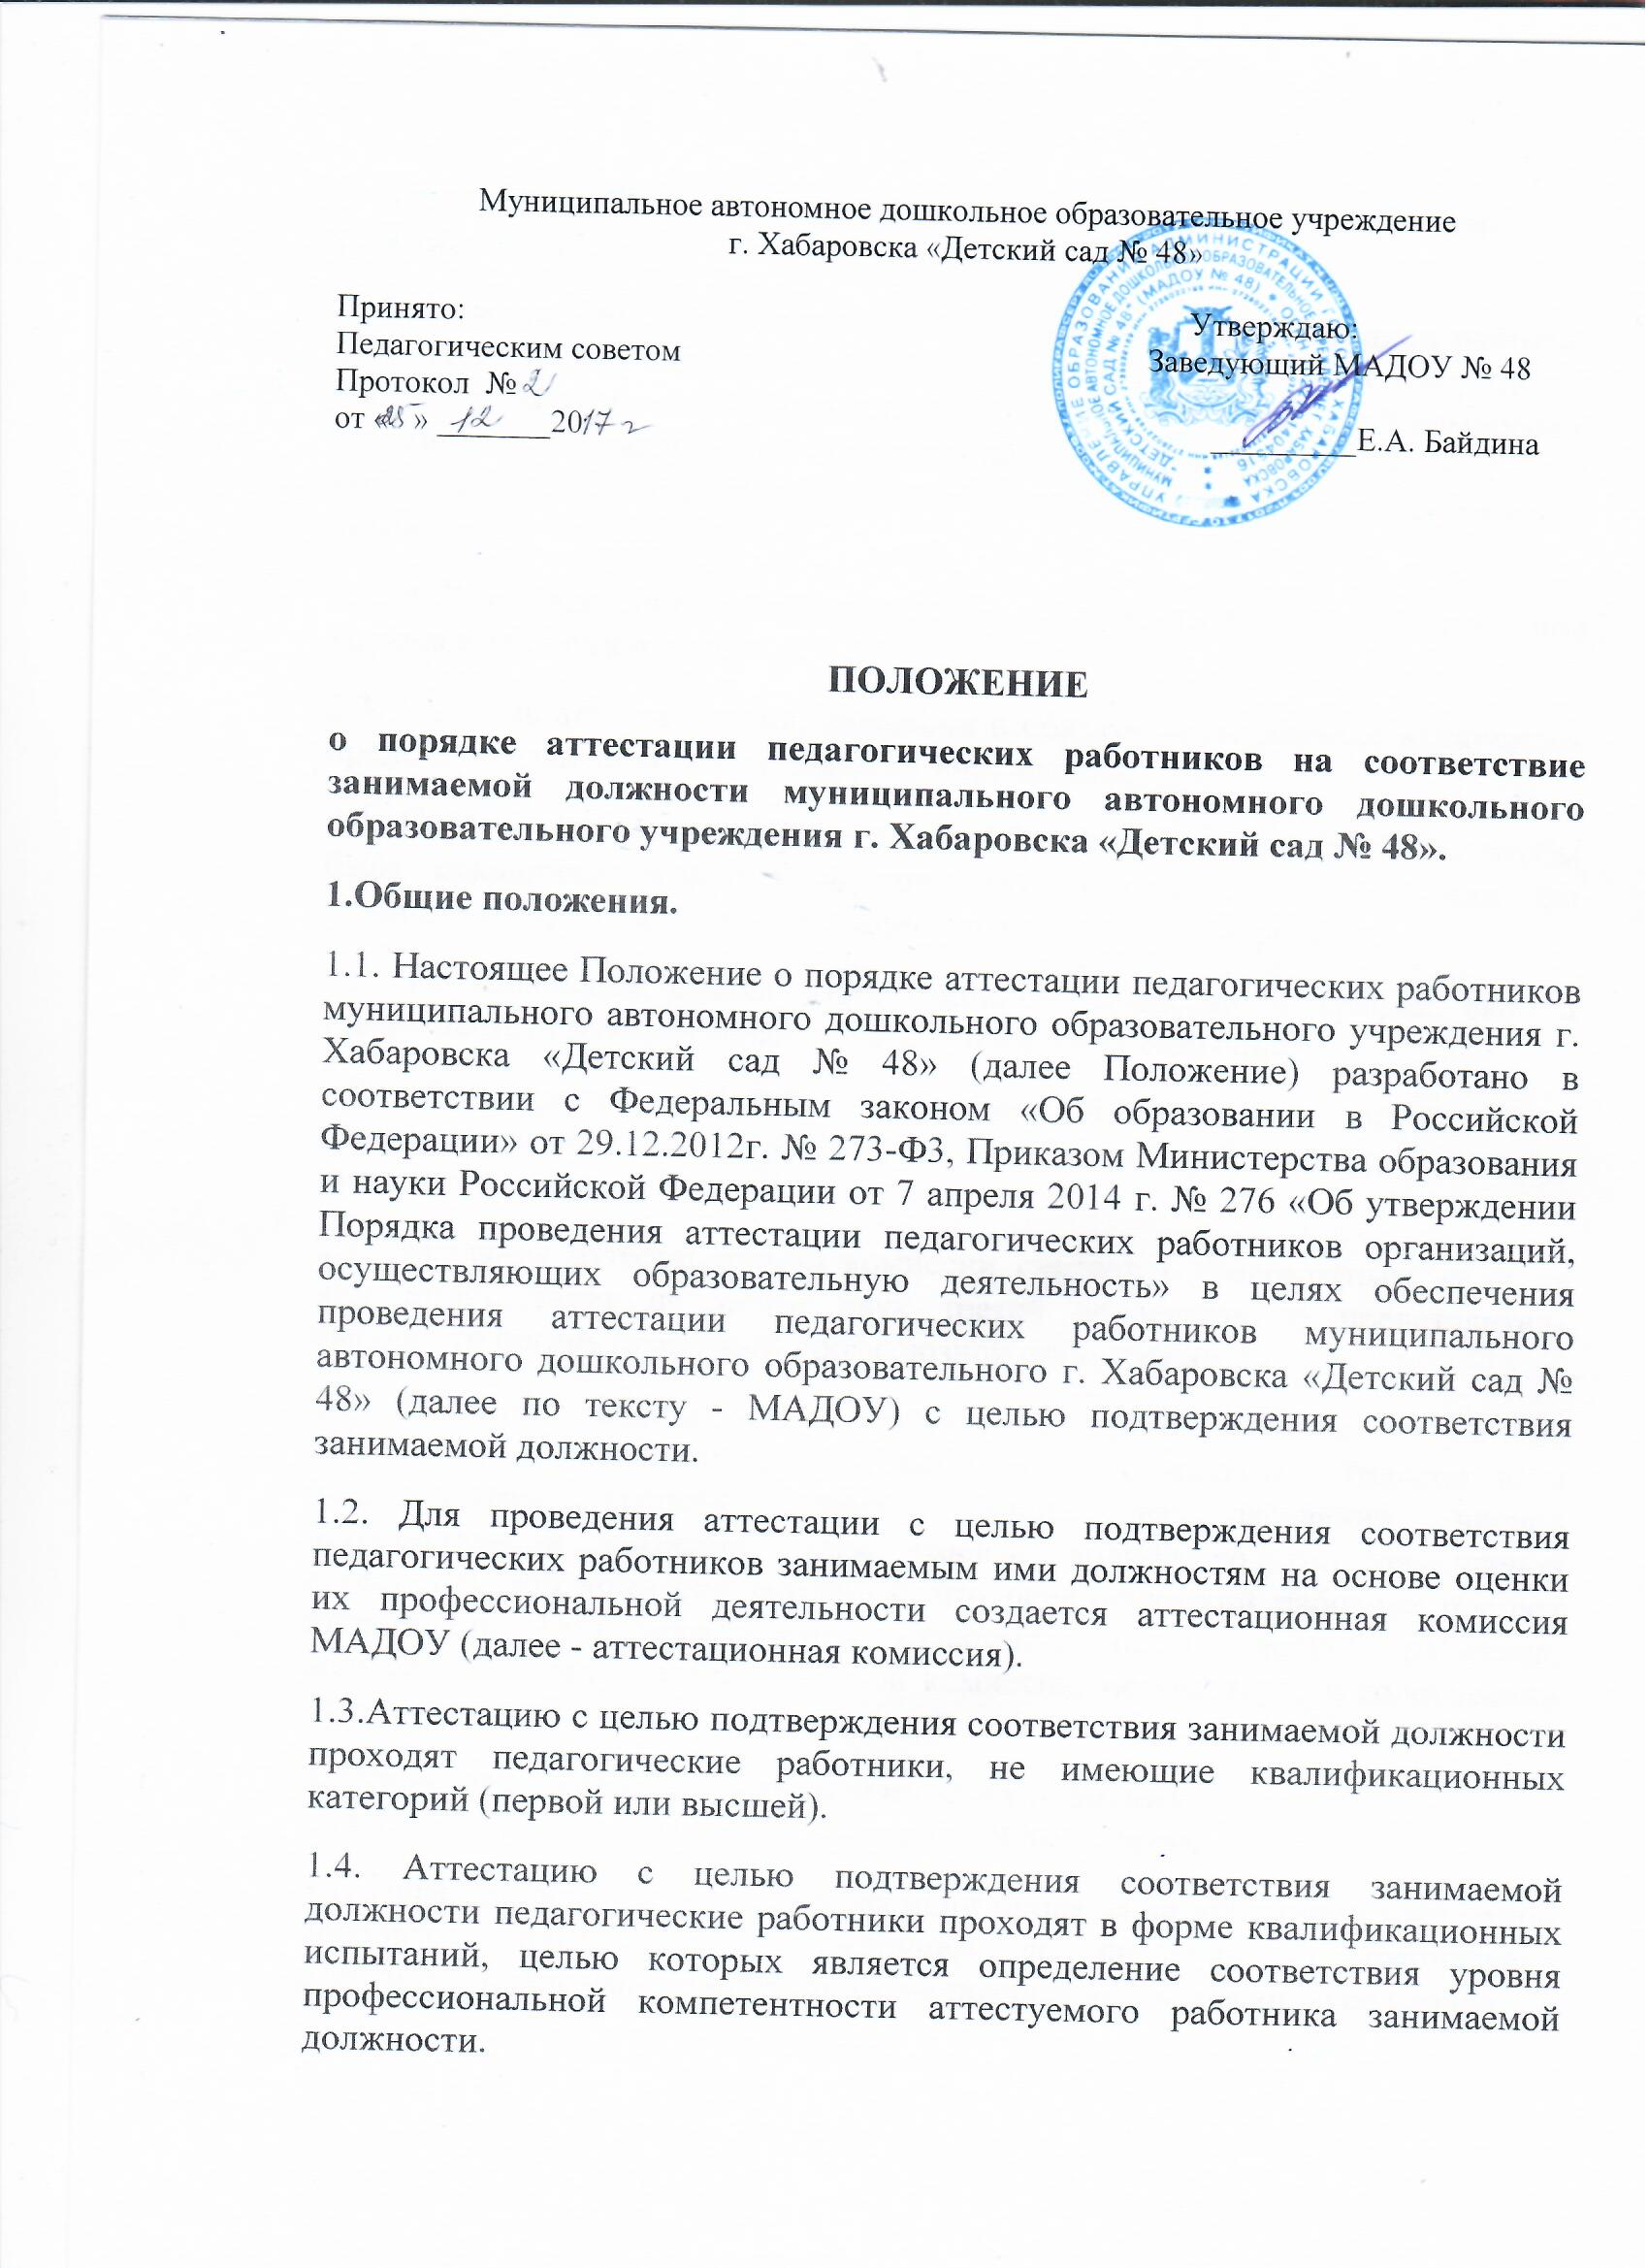 Муниципальное автономное дошкольное образовательное учреждение
г. Хабаровска «Детский сад № 48»
Принято:
Педагогическим советом
Протокол № 2
от «25» 12 2017 г
Утверждаю:
Заведующий МАДОУ № 48
__________Е.А. Байдина
ПОЛОЖЕНИЕ
о порядке аттестации педагогических работников на соответствие
занимаемой должности муниципального автономного дошкольного
образовательного учреждения г. Хабаровска «Детский сад № 48».
1.Общие положения.
1.1. Настоящее Положение о порядке аттестации педагогических работников
муниципального автономного дошкольного образовательного учреждения г.
Хабаровска «Детский сад № 48» (далее Положение) разработано в
соответствии с Федеральным законом «Об образовании в Российской
Федерации» от 29.12.2012г. № 273-ФЗ, Приказом Министерства образования
и науки Российской Федерации от 7 апреля 2014 г. № 276 «Об утверждении
Порядка проведения аттестации педагогических работников организаций,
осуществляющих образовательную деятельность» в целях обеспечения
проведения аттестации педагогических работников муниципального
автономного дошкольного образовательного г. Хабаровска «Детский сад №
48» (далее по тексту - МАДОУ) с целью подтверждения соответствия
занимаемой должности.
1.2. Для проведения аттестации с целью подтверждения соответствия
педагогических работников занимаемым ими должностям на основе оценки
их профессиональной деятельности создается аттестационная комиссия
МАДОУ (далее - аттестационная комиссия).
1.3.Аттестацию с целью подтверждения соответствия занимаемой должности
проходят педагогические работники, не имеющие квалификационных
категорий (первой или высшей).
1.4. Аттестацию с целью подтверждения соответствия занимаемой
должности педагогические работники проходят в форме квалификационных
испытаний, целью которых является определение соответствия уровня
профессиональной компетентности аттестуемого работника занимаемой
должности.